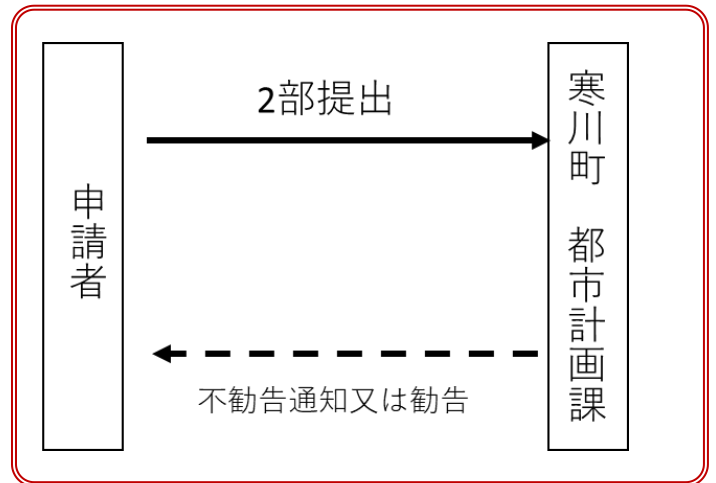 申請者
2部提出
寒川町　都市計画課
不勧告通知又は勧告